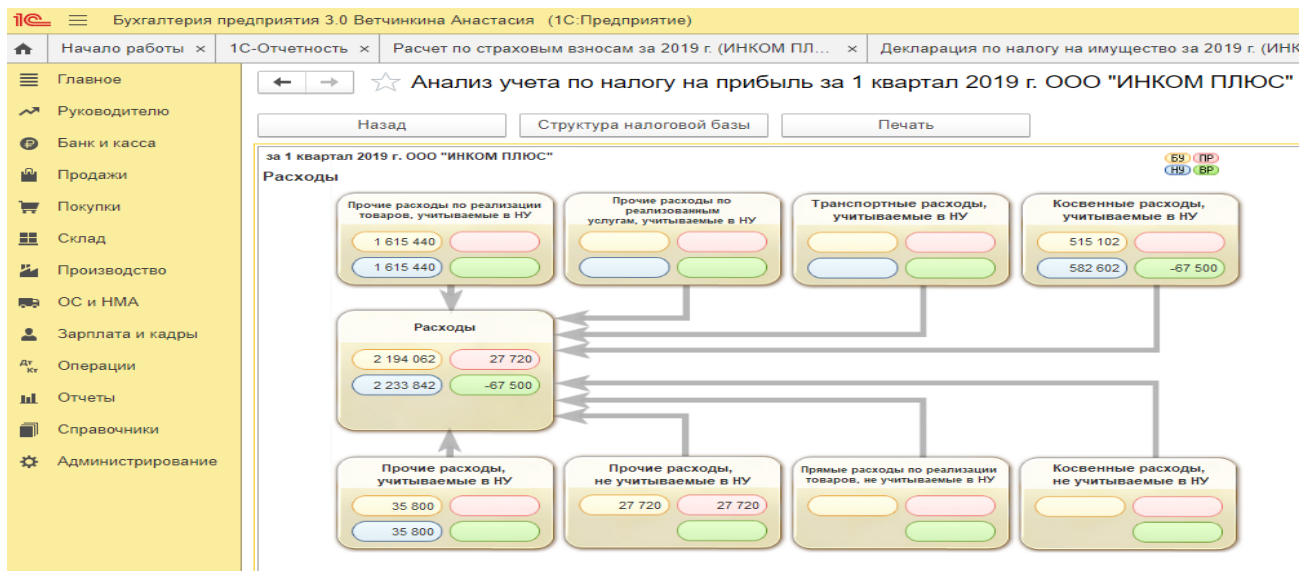 1С Бухгалтерия предприятия 3.0 Ветчинкина Анастасия (1С:Предприятие)
Начало работы × 1С-Отчетность × Расчет по страховым взносам за 2019 г. (ИНКОМ ПЛ... × Декларация по налогу на имущество за 2019 г. (ИНК
Главное
Руководителю
Банк и касса
Продажи
Покупки
Склад
Производство
ОС и НМА
Зарплата и кадры
Дт Кт Операции
Отчеты
Справочники
Администрирование
Анализ учета по налогу на прибыль за 1 квартал 2019 г. ООО "ИНКОМ ПЛЮС"
Назад Структура налоговой базы Печать
за 1 квартал 2019 г. ООО "ИНКОМ ПЛЮС"
БУ ПР
НУ ВР
Расходы
Прочие расходы по реализации
товаров, учитываемые в НУ
1 615 440
1 615 440
Прочие расходы по
реализованным
услугам, учитываемые в НУ
Транспортные расходы,
учитываемые в НУ
Косвенные расходы,
учитываемые в НУ
515 102
582 602 -67 500
Расходы
2 194 062 27 720
2 233 842 -67 500
Прочие расходы,
учитываемые в НУ
35 800
35 800
Прочие расходы,
не учитываемые в НУ
27 720 27 720
Прямые расходы по реализации
товаров, не учитываемые в НУ
Косвенные расходы,
не учитываемые в НУ